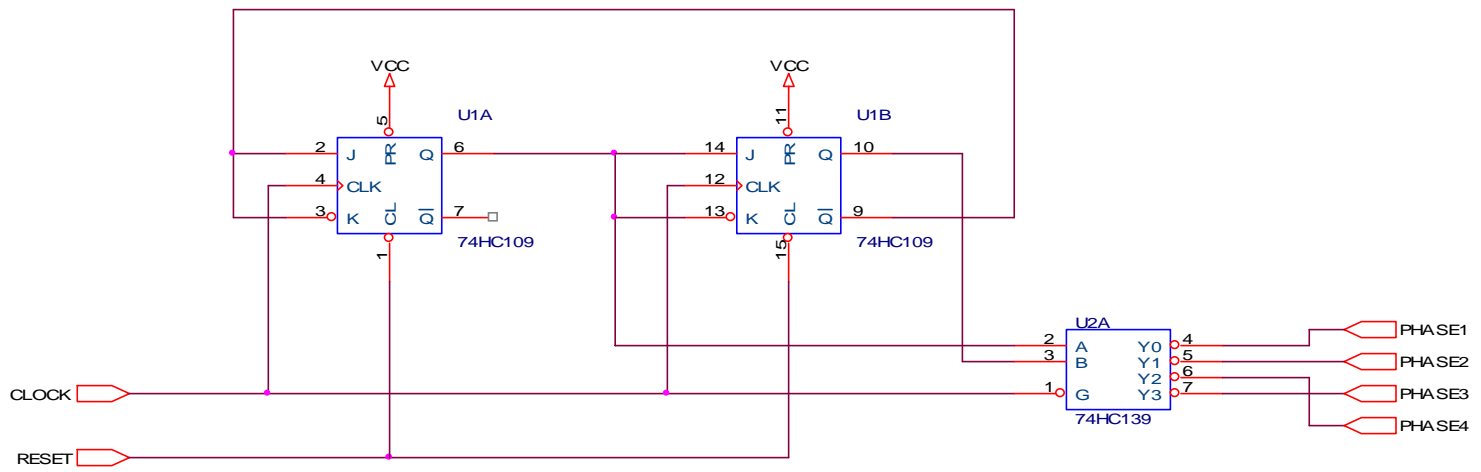 VCC
VCC
U1A
U1B
5
11
2 J PR Q 6
14 J PR Q 10
4 CLK
12 CLK
3 K CL Q 7
13 K CL Q 9
74HC109
74HC109
1
15
U2A
2 A Y0 4
3 B Y1 5
Y2 6
1 G Y3 7
74HC139
PHASE1
PHASE2
PHASE3
PHASE4
CLOCK
RESET